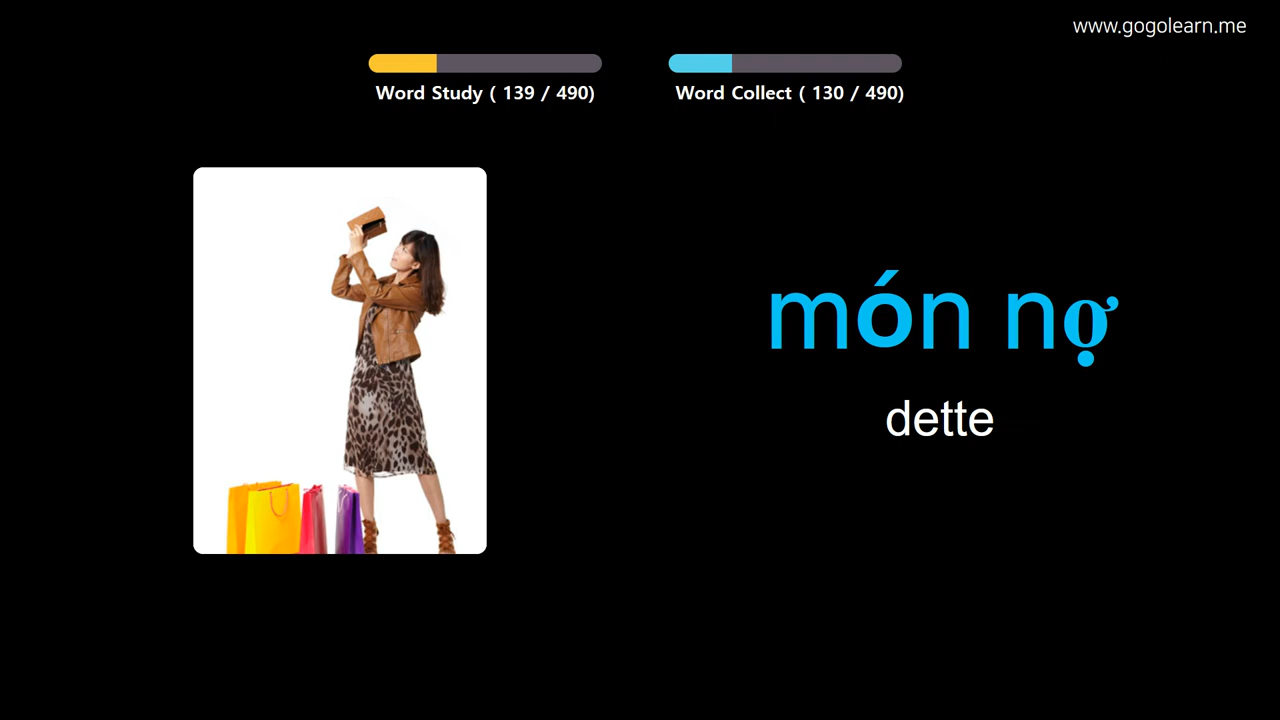 www.gogolearn.me
Word Study ( 139 / 490)
Word Collect ( 130 / 490)
món nợ
dette